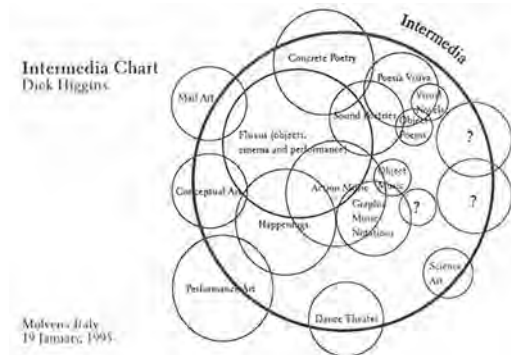 Intermedia Chart
Dick Higgins
Intermedia
Concrete Poetry
Poesia Visiva
Mail Art
Visual
Novels
Sound Poetries
Object
Poems
?
Fluxus (objects,
cinema and performance)
Conceptual Art
Object
Music
Action Music
Graphic
Music
Notations
?
?
Happenings
Science
Art
Performance Art
Dance Theater
Molvena Italy
19 January 1995